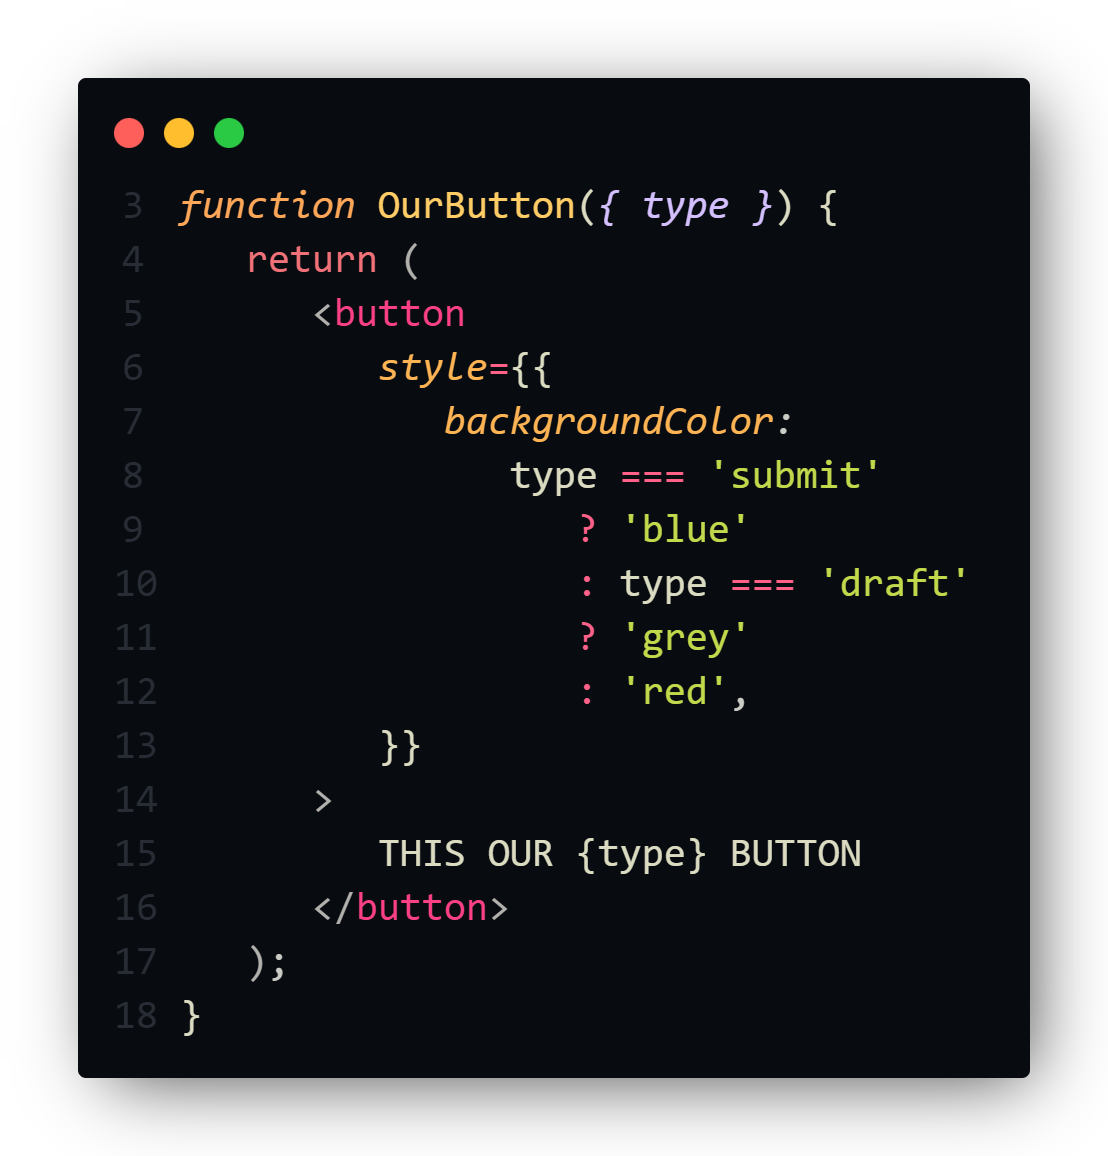 3 function OurButton({ type }) {
4    return (
5       <button
6          style={{
7             backgroundColor:
8                type === 'submit'
9                   ? 'blue'
10                   : type === 'draft'
11                   ? 'grey'
12                   : 'red',
13          }}
14       >
15          THIS OUR {type} BUTTON
16       </button>
17    );
18 }